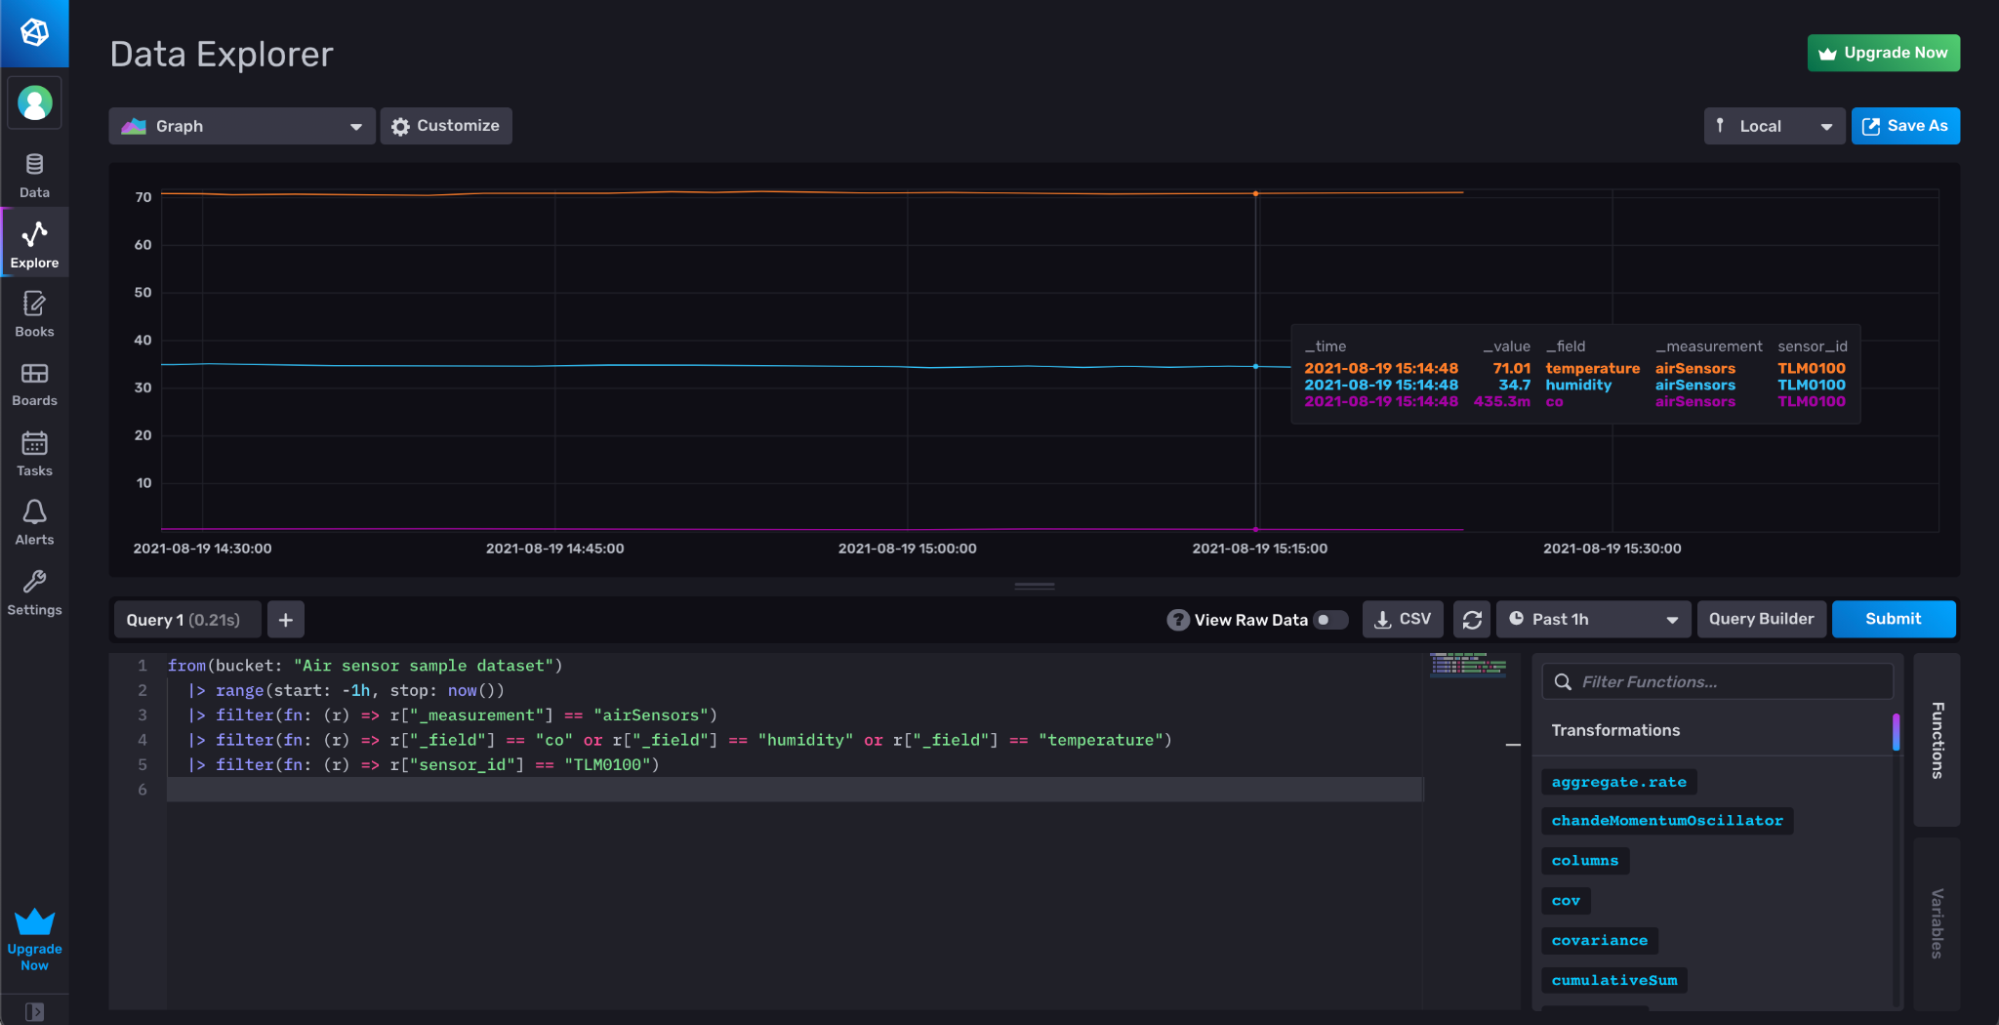 Data Explorer
Upgrade Now
Graph
Customize
Local
Save As
Data
Explore
Books
Boards
Tasks
Alerts
Settings
Upgrade
Now
70
60
50
40
30
20
10
_time _value _field _measurement sensor_id
2021-08-19 15:14:48 71.01 temperature airSensors TLM0100
2021-08-19 15:14:48 34.7 humidity airSensors TLM0100
2021-08-19 15:14:48 435.3m co airSensors TLM0100
2021-08-19 14:30:00 2021-08-19 14:45:00 2021-08-19 15:00:00 2021-08-19 15:15:00 2021-08-19 15:30:00
Query 1 (0.21s) +
? View Raw Data CSV Past 1h Query Builder Submit
1 from(bucket: "Air sensor sample dataset")
2 |> range(start: -1h, stop: now())
3 |> filter(fn: (r) => r["_measurement"] == "airSensors")
4 |> filter(fn: (r) => r["_field"] == "co" or r["_field"] == "humidity" or r["_field"] == "temperature")
5 |> filter(fn: (r) => r["sensor_id"] == "TLM0100")
6
Filter Functions...
Transformations
aggregate.rate
chandeMomentumOscillator
columns
cov
covariance
cumulativeSum
Functions
Variables